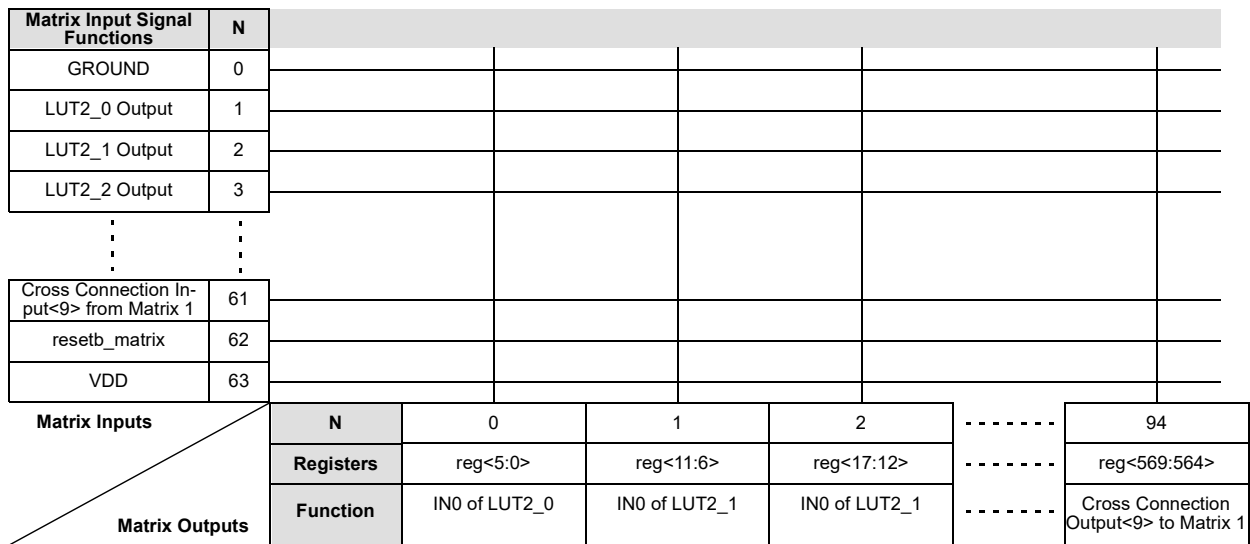 Matrix Input Signal
Functions
N
GROUND
0
LUT2_0 Output
1
LUT2_1 Output
2
LUT2_2 Output
3
Cross Connection In-
put<9> from Matrix 1
61
resetb_matrix
62
VDD
63
Matrix Inputs
Matrix Outputs
N
0
1
2
94
Registers
reg<5:0>
reg<11:6>
reg<17:12>
reg<569:564>
Function
IN0 of LUT2_0
IN0 of LUT2_1
IN0 of LUT2_1
Cross Connection
Output<9> to Matrix 1